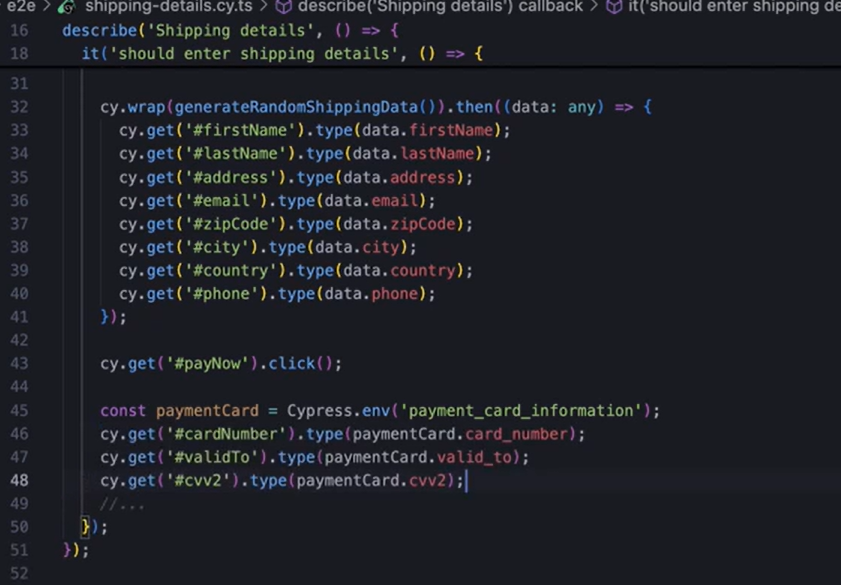 e2e > shipping-details.cy.ts > describe('Shipping details') callback > it('should enter shipping de
16 describe('Shipping details', () => {
18 it('should enter shipping details', () => {
31
32 cy.wrap(generateRandomShippingData()).then((data: any) => {
33 cy.get('#firstName').type(data.firstName);
34 cy.get('#lastName').type(data.lastName);
35 cy.get('#address').type(data.address);
36 cy.get('#email').type(data.email);
37 cy.get('#zipCode').type(data.zipCode);
38 cy.get('#city').type(data.city);
39 cy.get('#country').type(data.country);
40 cy.get('#phone').type(data.phone);
41 });
42
43 cy.get('#payNow').click();
44
45 const paymentCard = Cypress.env('payment_card_information');
46 cy.get('#cardNumber').type(paymentCard.card_number);
47 cy.get('#validTo').type(paymentCard.valid_to);
48 cy.get('#cvv2').type(paymentCard.cvv2);
49 //...
50 });
51 });
52